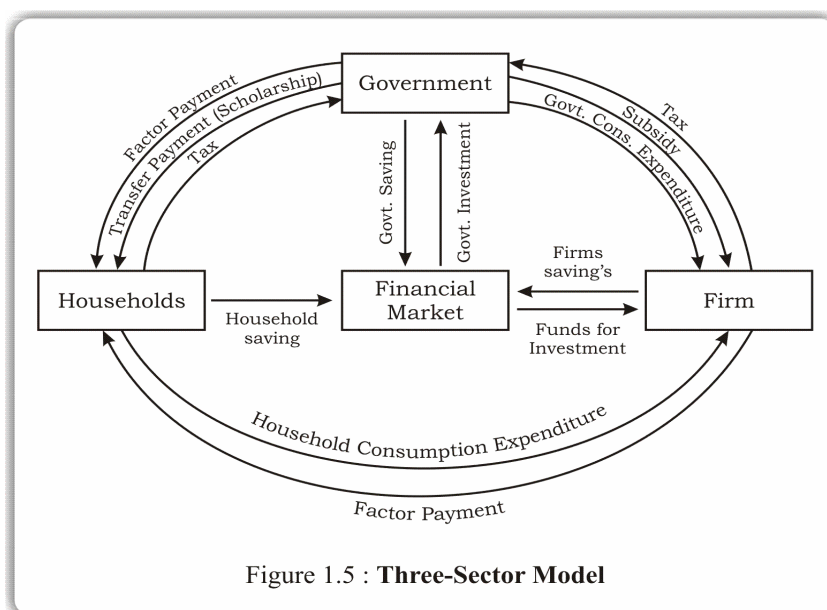 Government
Factor Payment
Transfer Payment (Scholarship)
Tax
Tax
Subsidy
Govt. Cons. Expenditure
Govt. Saving
Govt. Investment
Households
Household
saving
Financial
Market
Firms
saving's
Funds for
Investment
Firm
Household Consumption Expenditure
Factor Payment
Figure 1.5 : Three-Sector Model